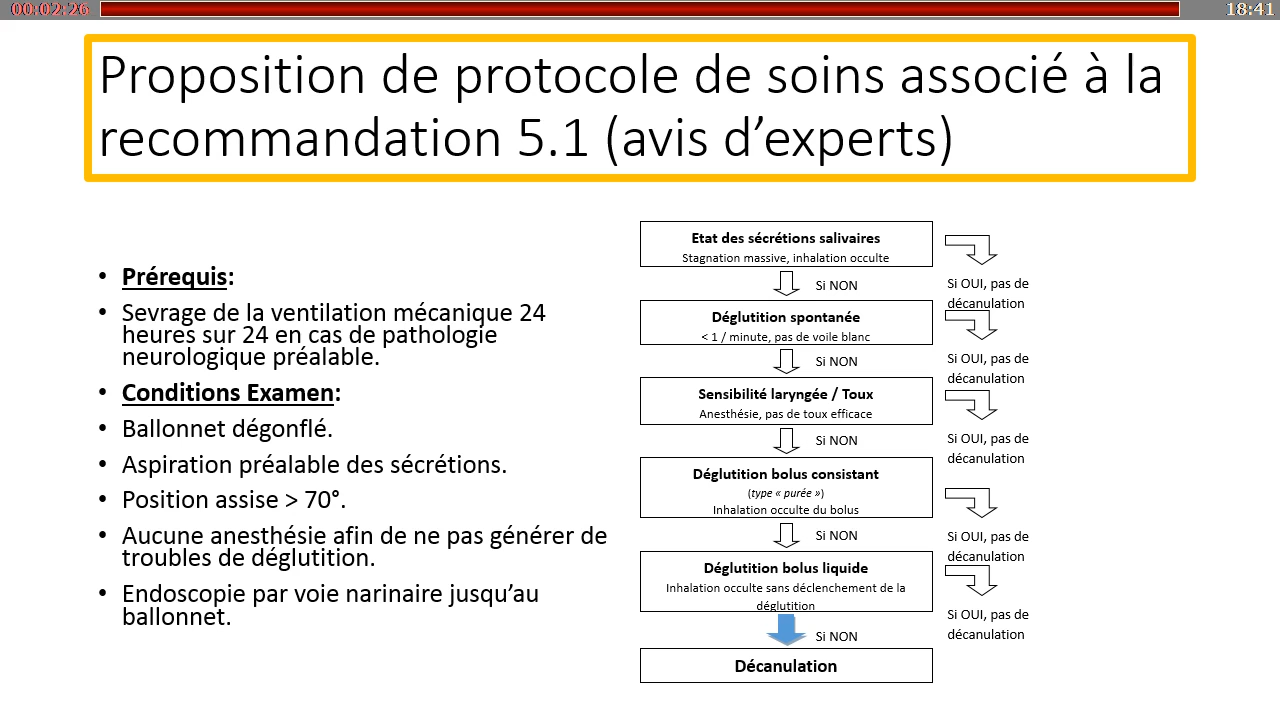 00:02:26
18:41
Proposition de protocole de soins associé à la
recommandation 5.1 (avis d’experts)
• Prérequis:
• Sevrage de la ventilation mécanique 24
heures sur 24 en cas de pathologie
neurologique préalable.
• Conditions Examen:
• Ballonnet dégonflé.
• Aspiration préalable des sécrétions.
• Position assise > 70°.
• Aucune anesthésie afin de ne pas générer de
troubles de déglutition.
• Endoscopie par voie narinaire jusqu’au
ballonnet.
Etat des sécrétions salivaires
Stagnation massive, inhalation occulte
Si NON
Si OUI, pas de
décanulation
Déglutition spontanée
< 1 / minute, pas de voile blanc
Si NON
Si OUI, pas de
décanulation
Sensibilité laryngée / Toux
Anesthésie, pas de toux efficace
Si NON
Si OUI, pas de
décanulation
Déglutition bolus consistant
(type « purée »)
Inhalation occulte du bolus
Si NON
Si OUI, pas de
décanulation
Déglutition bolus liquide
Inhalation occulte sans déclenchement de la
déglutition
Si NON
Si OUI, pas de
décanulation
Décanulation